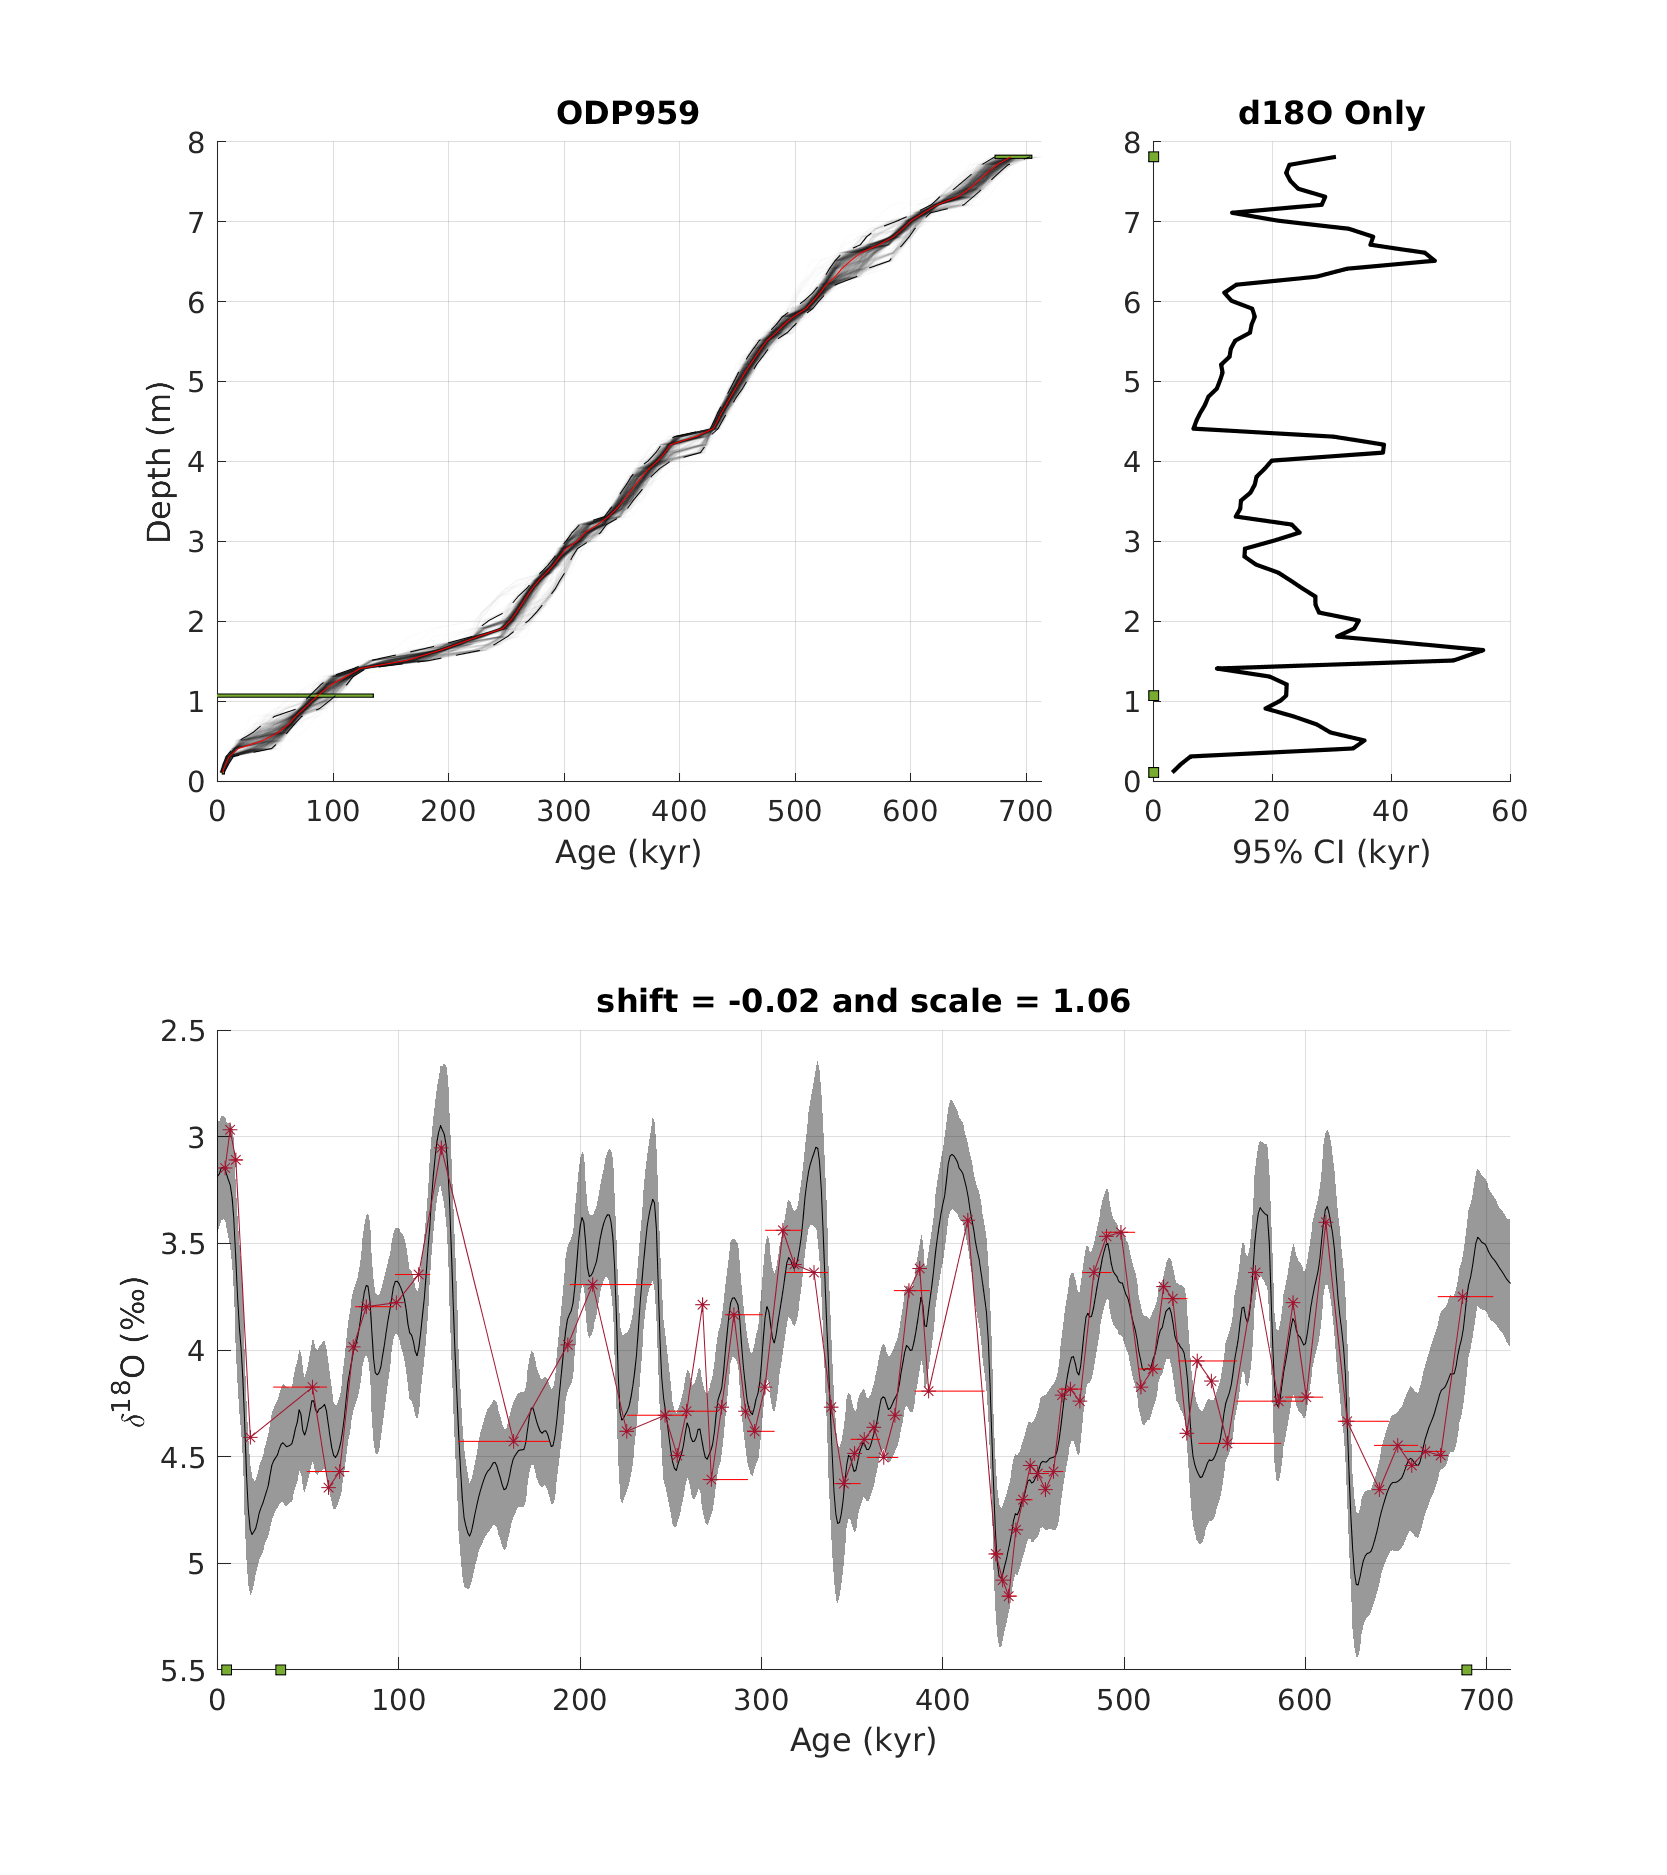 ODP959
8
7
6
5
4
3
2
1
0
Depth (m)
0 100 200 300 400 500 600 700
Age (kyr)
d18O Only
8
7
6
5
4
3
2
1
0
0 20 40 60
95% CI (kyr)
shift = -0.02 and scale = 1.06
2.5
3
3.5
4
4.5
5
5.5
δ18O (‰)
0 100 200 300 400 500 600 700
Age (kyr)